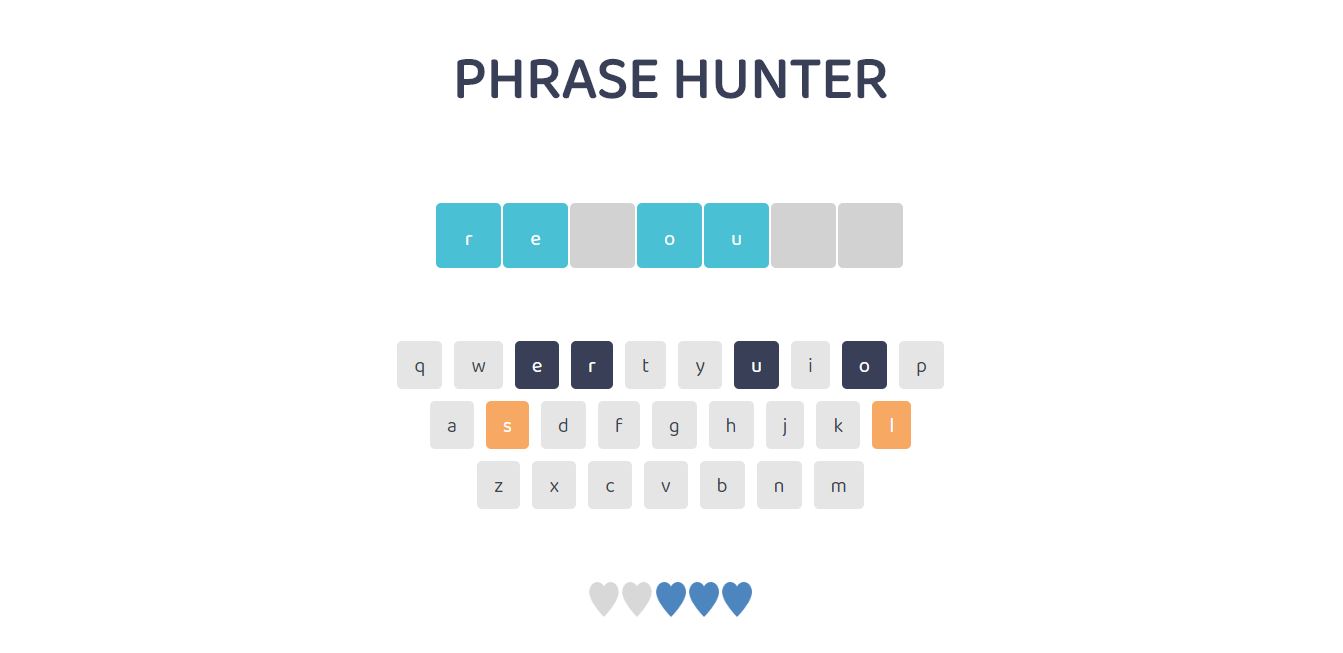 PHRASE HUNTER
r e o u
q w e r t y u i o p
a s d f g h j k l
z x c v b n m